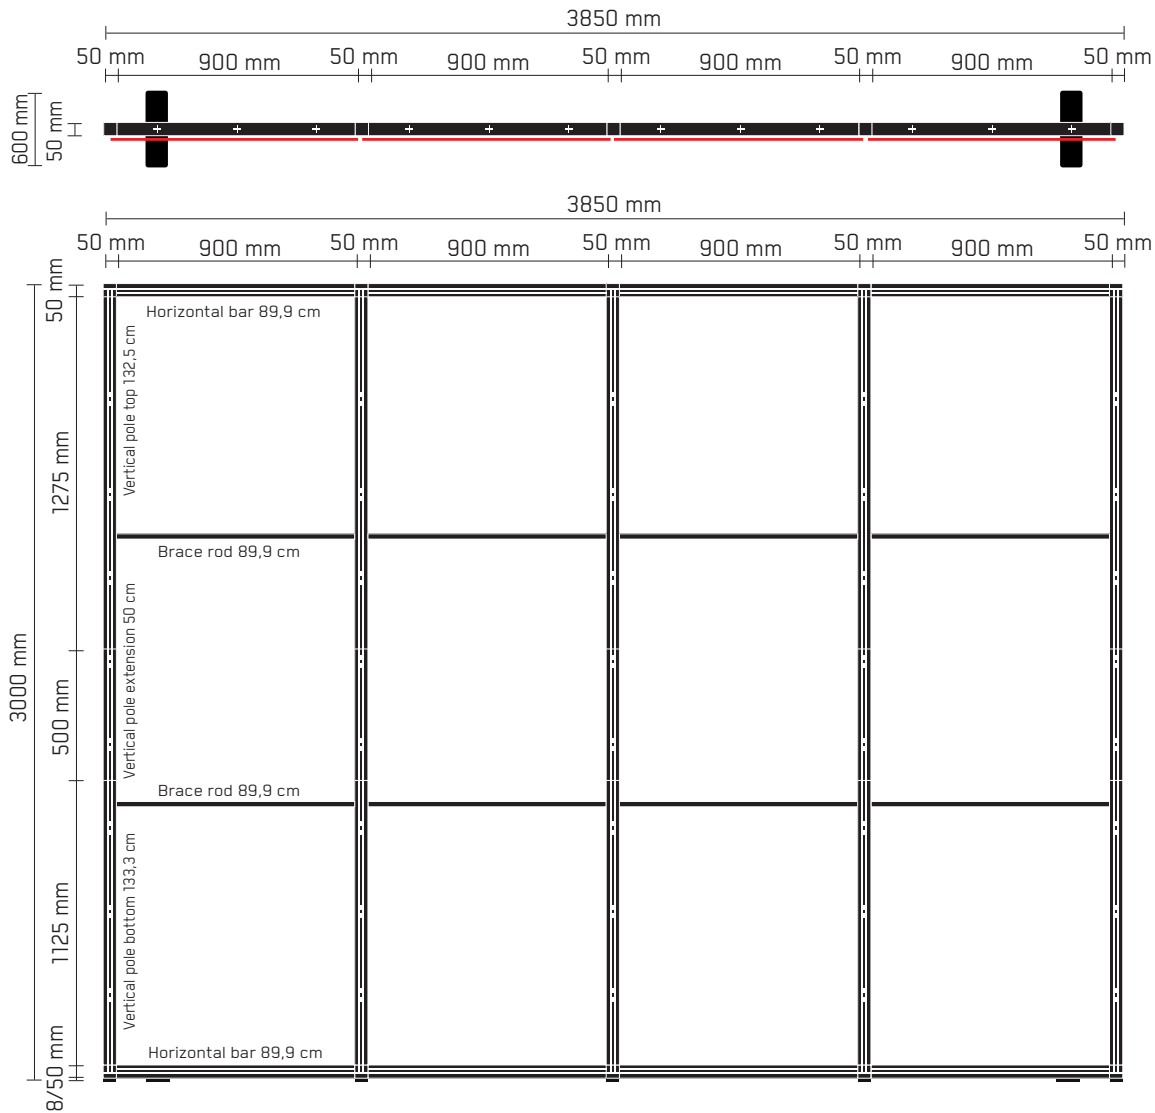 3850 mm
50 mm 900 mm 50 mm 900 mm 50 mm 900 mm 50 mm 900 mm 50 mm
600 mm
50 mm
3850 mm
50 mm 900 mm 50 mm 900 mm 50 mm 900 mm 50 mm 900 mm 50 mm
50 mm
Horizontal bar 89,9 cm
Vertical pole top 132,5 cm
1275 mm
Brace rod 89,9 cm
Vertical pole extension 50 cm
3000 mm
500 mm
Brace rod 89,9 cm
Vertical pole bottom 133,3 cm
1125 mm
Horizontal bar 89,9 cm
8/50 mm